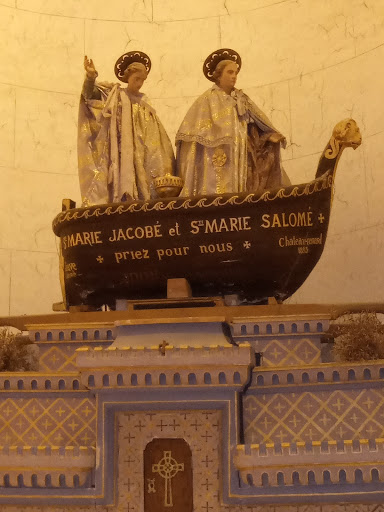 Ste MARIE JACOBÉ et Ste MARIE SALOMÉ +
+ priez pour nous +